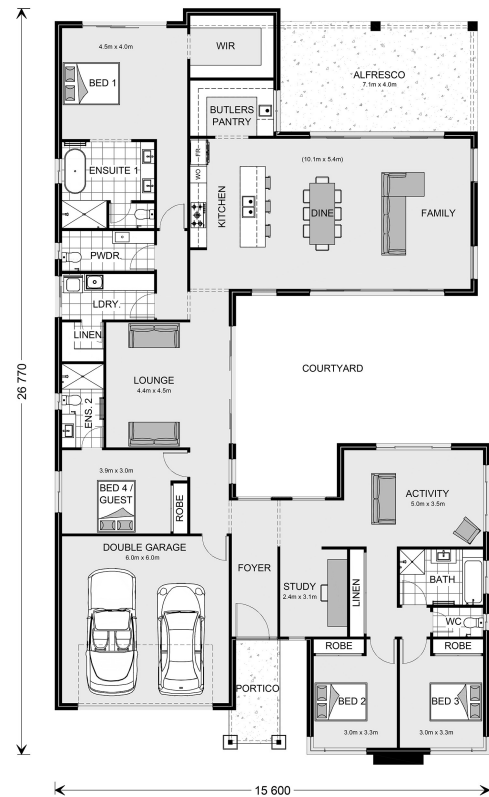 4.5m x 4.0m
WIR
BED 1
ALFRESCO
7.1m x 4.0m
BUTLERS
PANTRY
FR
WO
ENSUITE 1
(10.1m x 5.4m)
KITCHEN
DINE
FAMILY
PWDR.
LDRY.
LINEN
LOUNGE
4.4m x 4.5m
COURTYARD
26 770
ENS. 2
3.9m x 3.0m
BED 4 /
GUEST
ROBE
ACTIVITY
5.0m x 3.5m
DOUBLE GARAGE
6.0m x 6.0m
FOYER
STUDY
2.4m x 3.1m
LINEN
BATH
WC
ROBE
ROBE
PORTICO
BED 2
BED 3
3.0m x 3.3m
3.0m x 3.3m
15 600